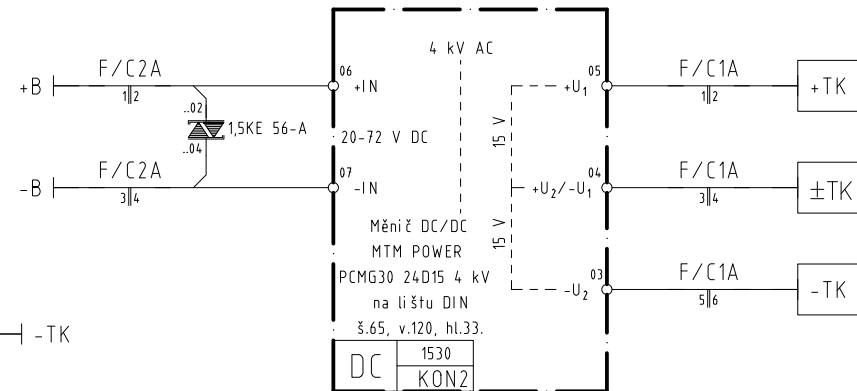 4 kV AC
F/C2A
06
05
F/C1A
+B
+IN
+U₁
+TK
1 2
1 2
..02
1,5KE 56-A
15 V
..04
20-72 V DC
F/C2A
07
04
F/C1A
-B
-IN
+U₂/-U₁
±TK
3 4
3 4
Měnič DC/DC
15 V
MTM POWER
PCMG30 24D15 4 kV
03
F/C1A
-U₂
-TK
na lištu DIN
5 6
š.65, v.120, hl.33.
-TK
DC
1530
KON2